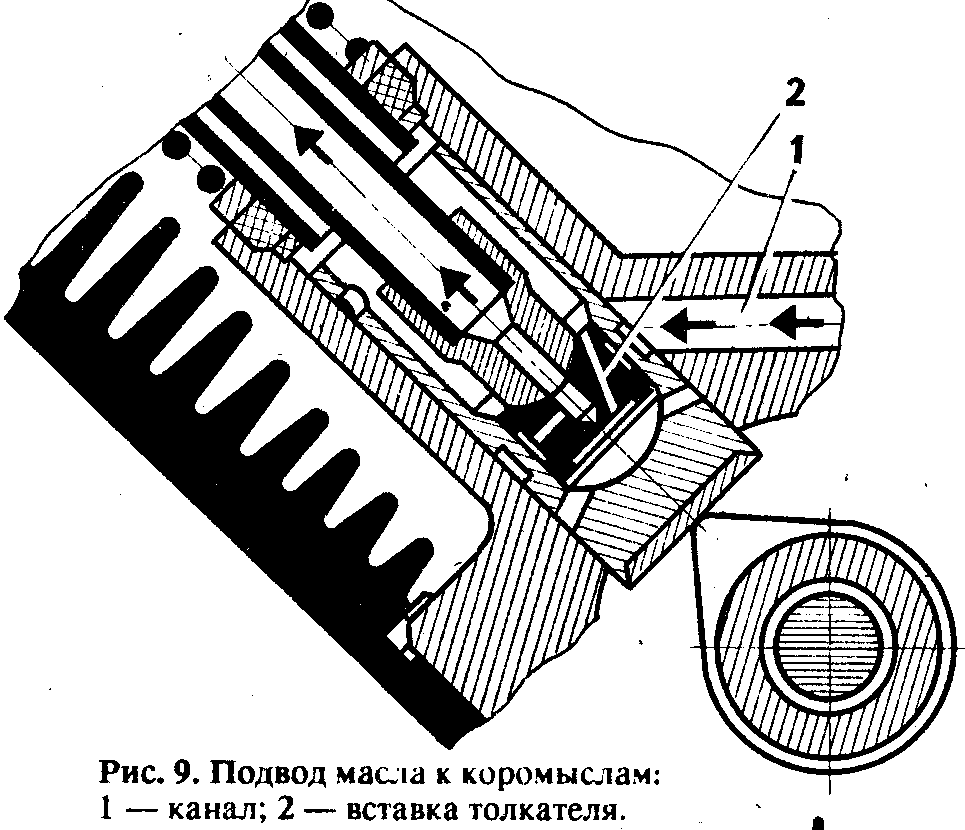 2
1
Рис. 9. Подвод масла к коромыслам:
1 — канал; 2 — вставка толкателя.